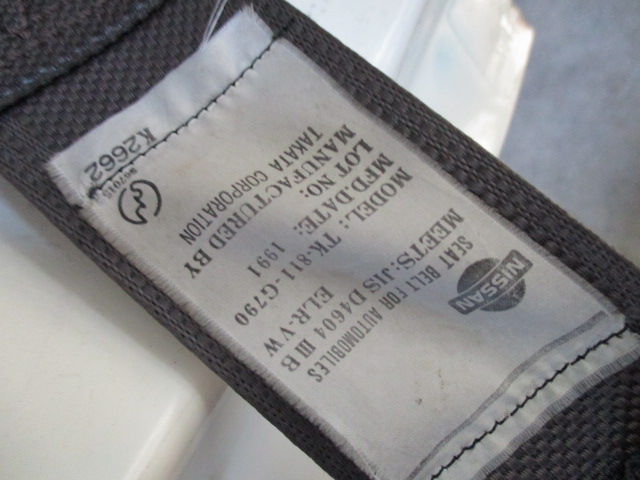 NISSAN
SEAT BELT FOR AUTOMOBILES
MEETS: JIS D4604 III B
ELR-VW
MODEL: TK-811-G790
MFD.DATE: 1991
LOT NO:
MANUFACTURED BY
TAKATA CORPORATION
K2662